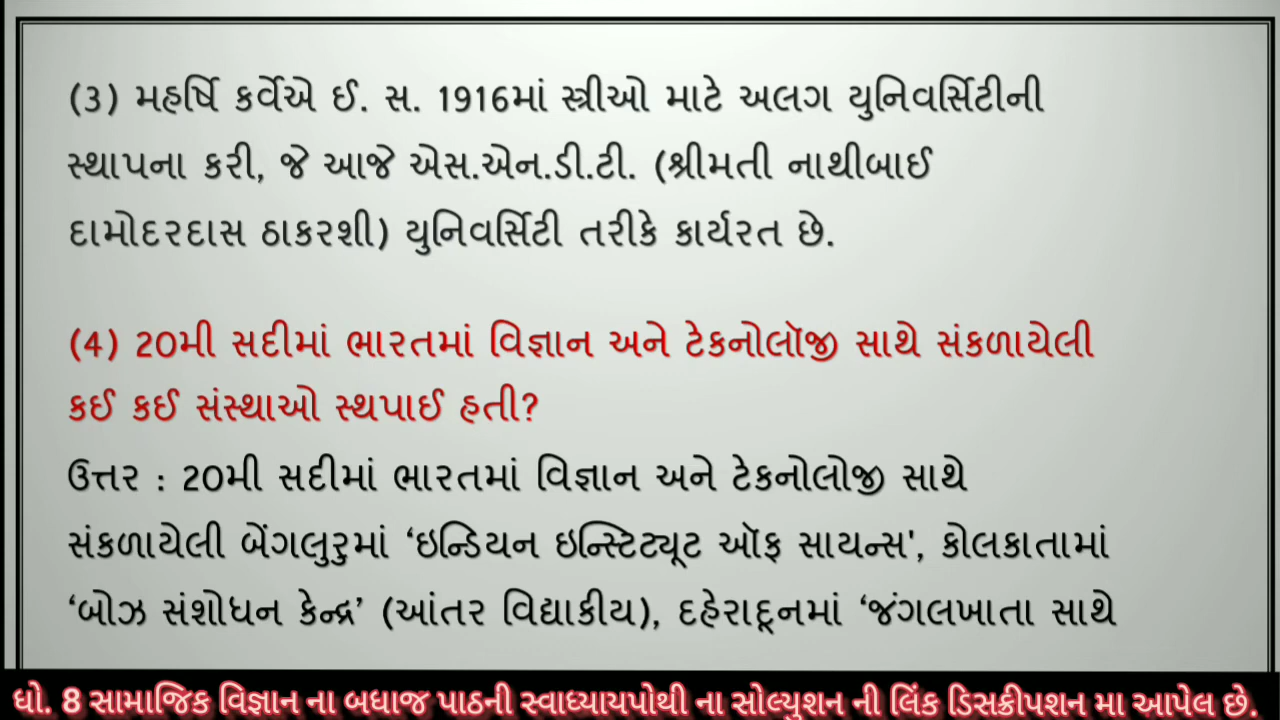 (૩) મહર્ષિ કર્વેએ ઈ. સ. 1916માં સ્ત્રીઓ માટે અલગ યુનિવર્સિટીની
સ્થાપના કરી, જે આજે એસ.એન.ડી.ટી. (શ્રીમતી નાથીબાઈ
દામોદરદાસ ઠાકરશી) યુનિવર્સિટી તરીકે કાર્યરત છે.
(4) 20મી સદીમાં ભારતમાં વિજ્ઞાન અને ટેકનોલૉજી સાથે સંકળાયેલી
કઈ કઈ સંસ્થાઓ સ્થપાઈ હતી?
ઉત્તર : 20મી સદીમાં ભારતમાં વિજ્ઞાન અને ટેકનોલોજી સાથે
સંકળાયેલી બેંગલુરુમાં ‘ઇન્ડિયન ઇન્સ્ટિટ્યૂટ ઑફ સાયન્સ', કોલકાતામાં
‘બોઝ સંશોધન કેન્દ્ર’ (આંતર વિદ્યાકીય), દહેરાદૂનમાં ‘જંગલખાતા સાથે
ધો. 8 સામાજિક વિજ્ઞાન ના બધાજ પાઠની સ્વાધ્યાયપોથી ના સોલ્યુશન ની લિંક ડિસક્રીપશન મા આપેલ છે.